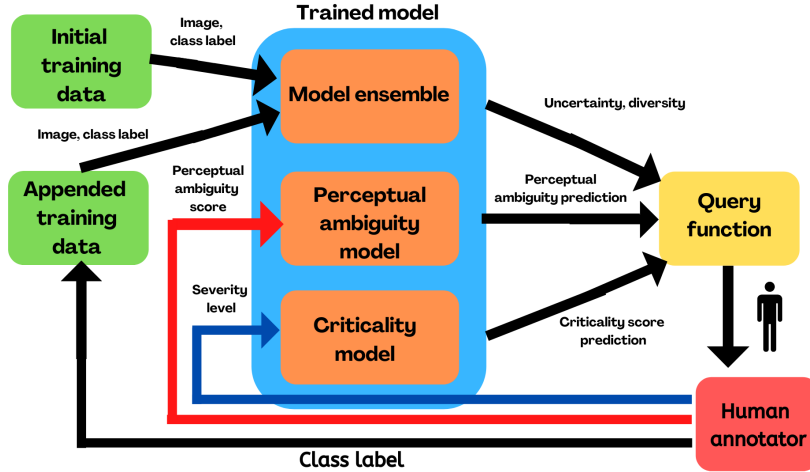 Trained model
Initial
training
data
Image,
class label
Model ensemble
Uncertainty, diversity
Image, class label
Appended
training
data
Perceptual
ambiguity
score
Perceptual
ambiguity
model
Perceptual
ambiguity prediction
Query
function
Severity
level
Criticality
model
Criticality score
prediction
Human
annotator
Class label